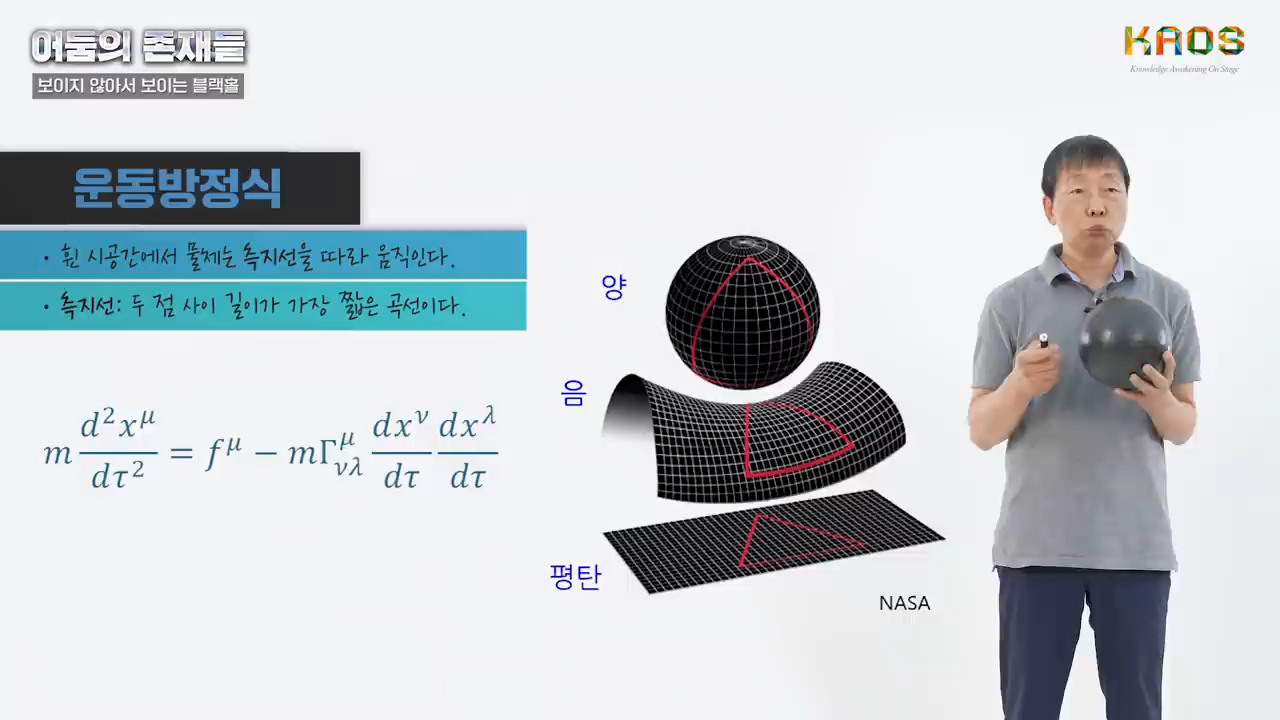 어둠의 존재들
보이지 않아서 보이는 블랙홀
KAOS
Knowledge Awakening On Stage
운동방정식
• 휜 시공간에서 물체는 측지선을 따라 움직인다.
• 측지선: 두 점 사이 길이가 가장 짧은 곡선이다.
m d²x^μ/dτ² = f^μ − mΓ^μ_νλ dx^ν/dτ dx^λ/dτ
양
음
평탄
NASA